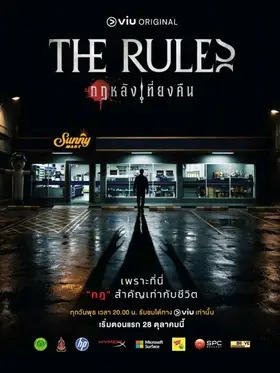 viu ORIGINAL
THE RULES
กฎหลังเที่ยงคืน
Sunny
MART
เพราะที่นี่
"กฎ" สำคัญเท่ากับชีวิต
ทุกวันพุธ เวลา 20.00 น. รับชมได้ทาง viu เท่านั้น
เริ่มตอนแรก 28 ตุลาคมนี้
hp
HYPERX
Microsoft
Surface
SPC